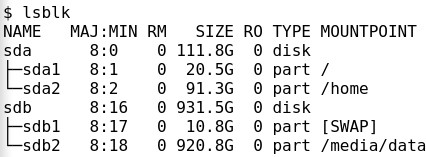 $ lsblk
NAME   MAJ:MIN RM   SIZE RO TYPE MOUNTPOINT
sda      8:0    0 111.8G  0 disk
├─sda1   8:1    0  20.5G  0 part /
└─sda2   8:2    0  91.3G  0 part /home
sdb      8:16   0 931.5G  0 disk
├─sdb1   8:17   0  10.8G  0 part [SWAP]
└─sdb2   8:18   0 920.8G  0 part /media/data